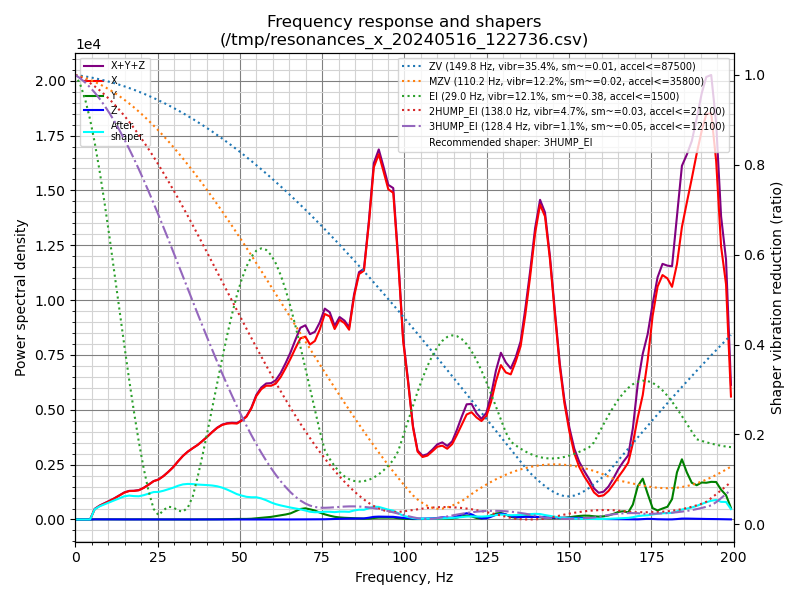 Frequency response and shapers
(/tmp/resonances_x_20240516_122736.csv)
1e4
X+Y+Z
X
Y
Z
After
shaper
ZV (149.8 Hz, vibr=35.4%, sm~=0.01, accel<=87500)
MZV (110.2 Hz, vibr=12.2%, sm~=0.02, accel<=35800)
EI (29.0 Hz, vibr=12.1%, sm~=0.38, accel<=1500)
2HUMP_EI (138.0 Hz, vibr=4.7%, sm~=0.03, accel<=21200)
3HUMP_EI (128.4 Hz, vibr=1.1%, sm~=0.05, accel<=12100)
Recommended shaper: 3HUMP_EI
Power spectral density
2.00
1.75
1.50
1.25
1.00
0.75
0.50
0.25
0.00
1.0
0.8
0.6
0.4
0.2
0.0
Shaper vibration reduction (ratio)
0 25 50 75 100 125 150 175 200
Frequency, Hz